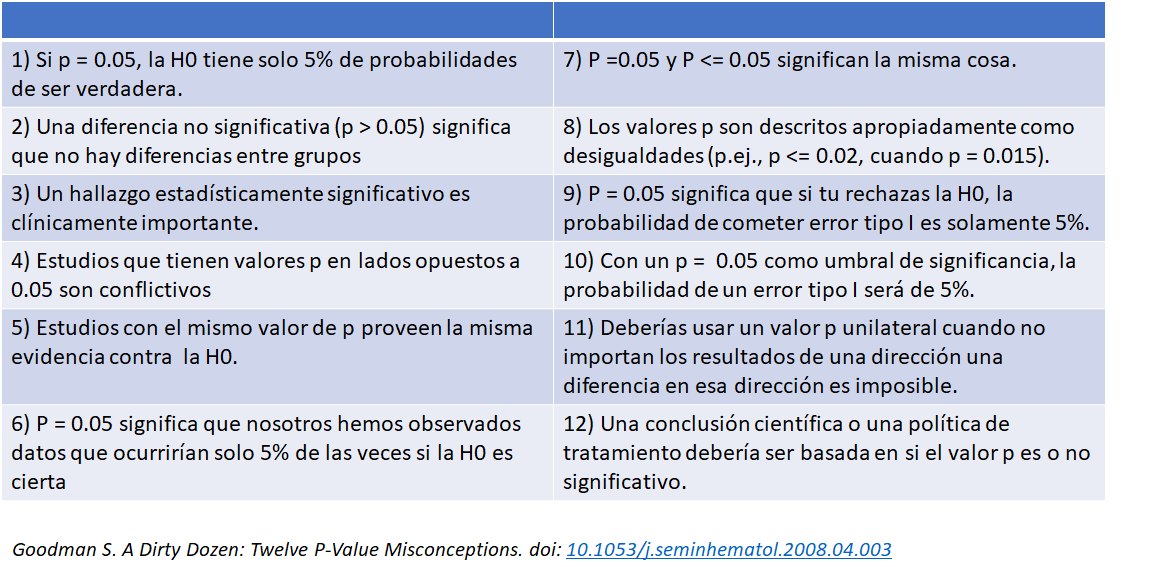 1) Si p = 0.05, la H0 tiene solo 5% de probabilidades
de ser verdadera.
2) Una diferencia no significativa (p > 0.05) significa
que no hay diferencias entre grupos
3) Un hallazgo estadísticamente significativo es
clínicamente importante.
4) Estudios que tienen valores p en lados opuestos a
0.05 son conflictivos
5) Estudios con el mismo valor de p proveen la misma
evidencia contra la H0.
6) P = 0.05 significa que nosotros hemos observados
datos que ocurrirían solo 5% de las veces si la H0 es
cierta
7) P =0.05 y P <= 0.05 significan la misma cosa.
8) Los valores p son descritos apropiadamente como
desigualdades (p.ej., p <= 0.02, cuando p = 0.015).
9) P = 0.05 significa que si tu rechazas la H0, la
probabilidad de cometer error tipo I es solamente 5%.
10) Con un p = 0.05 como umbral de significancia, la
probabilidad de un error tipo I será de 5%.
11) Deberías usar un valor p unilateral cuando no
importan los resultados de una dirección una
diferencia en esa dirección es imposible.
12) Una conclusión científica o una política de
tratamiento debería ser basada en si el valor p es o no
significativo.
Goodman S. A Dirty Dozen: Twelve P-Value Misconceptions. doi: 10.1053/j.seminhematol.2008.04.003